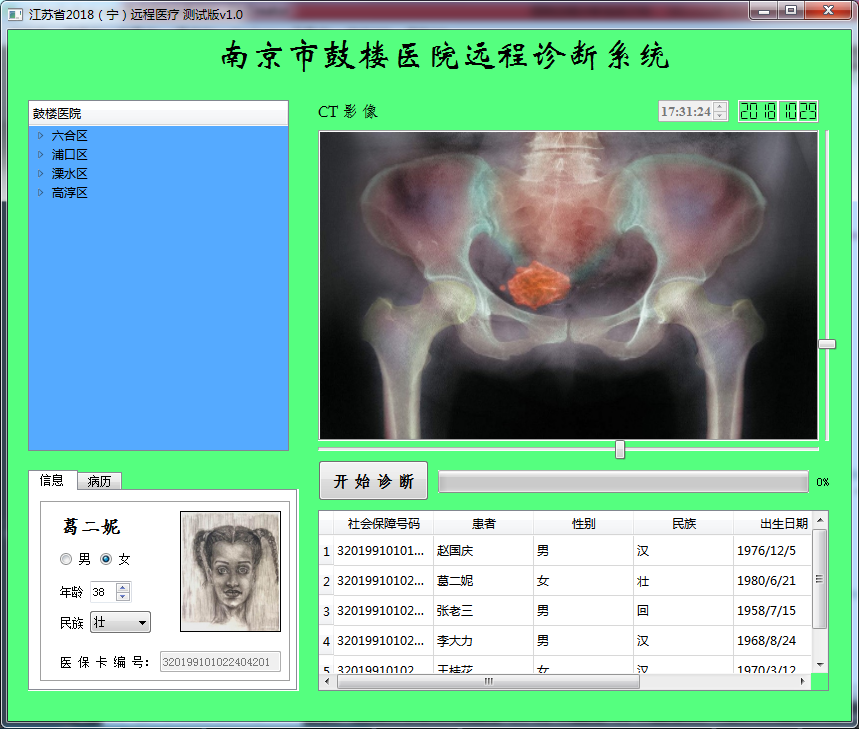 江苏省2018（宁）远程医疗 测试版v1.0
南京市鼓楼医院远程诊断系统
鼓楼医院
六合区
浦口区
溧水区
高淳区
CT 影 像
17:31:24
2018 10 25
信息 病历
葛二妮
男 女
年龄 38
民族 壮
医 保 卡 编 号： 320199101022404201
开 始 诊 断
0%
社会保障号码 患者 性别 民族 出生日期
1 32019910101... 赵国庆 男 汉 1976/12/5
2 32019910102... 葛二妮 女 壮 1980/6/21
3 32019910102... 张老三 男 回 1958/7/15
4 32019910102... 李大力 男 汉 1968/8/24
5 32019910102 王桂花 女 汉 1970/3/12